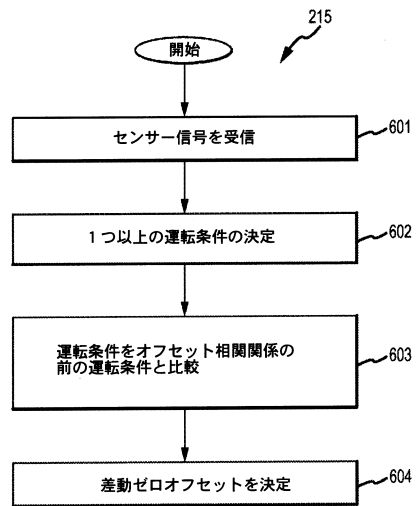 215
開始
センサー信号を受信
601
１つ以上の運転条件の決定
602
運転条件をオフセット相関関係の
前の運転条件と比較
603
差動ゼロオフセットを決定
604